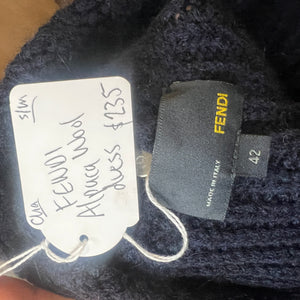 s/m
FENDI
Alpaca Wool
dress $235
FENDI
MADE IN ITALY
42